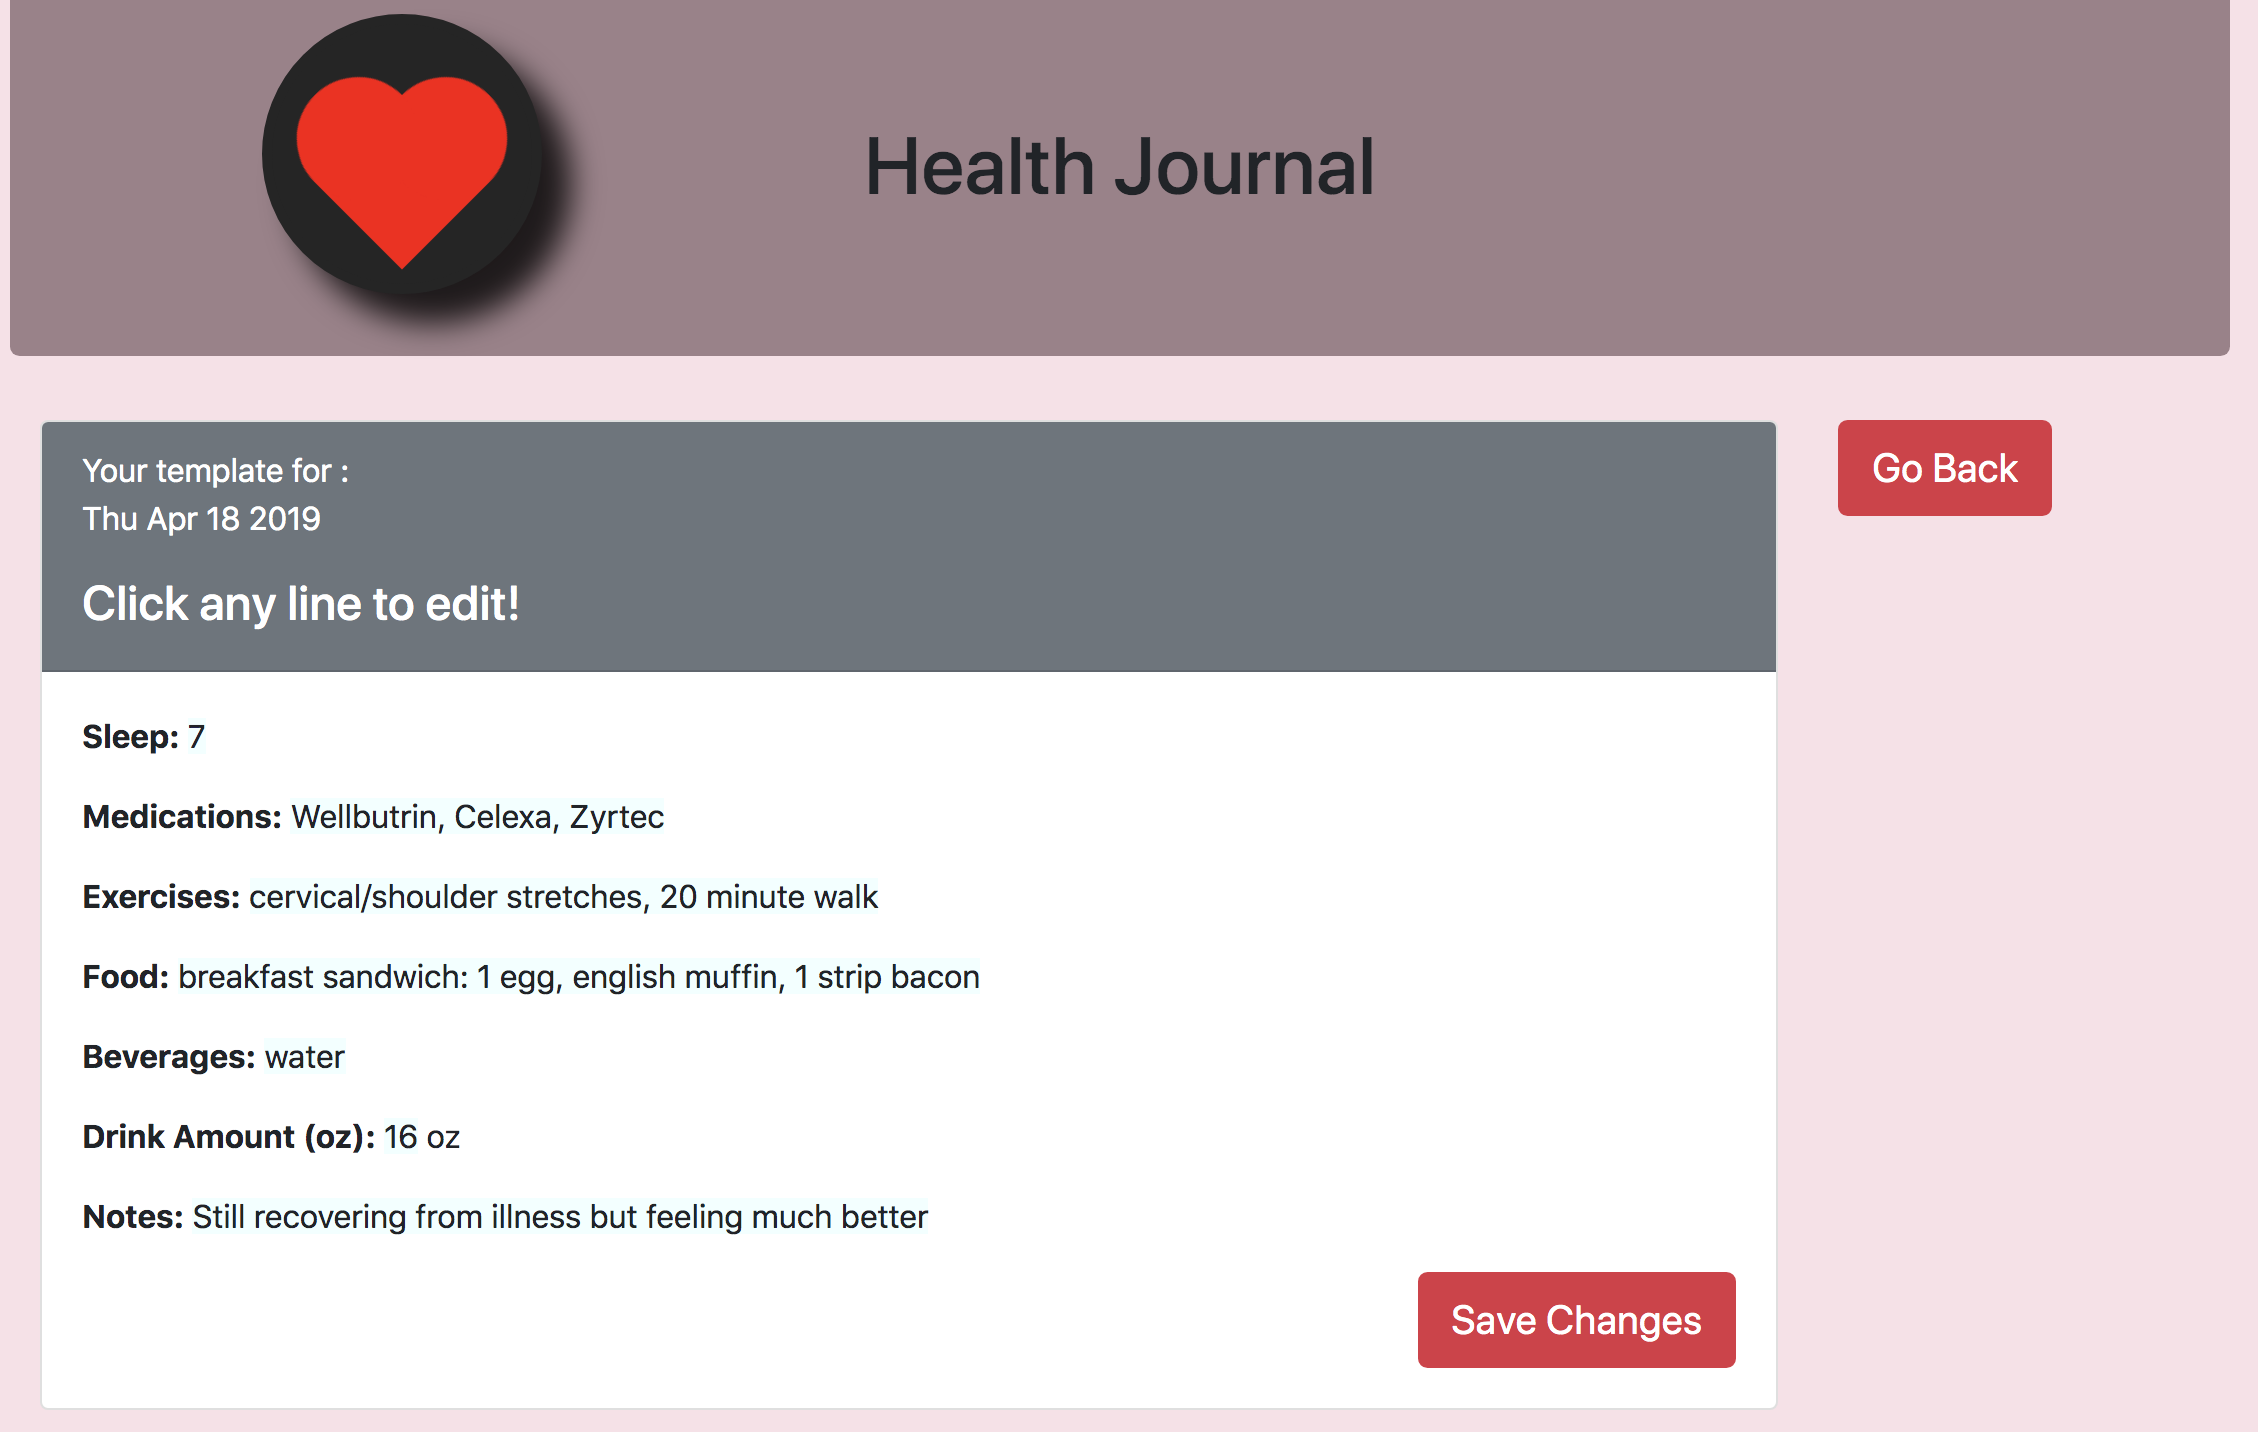 Health Journal
Your template for :
Thu Apr 18 2019
Click any line to edit!
Go Back
Sleep: 7
Medications: Wellbutrin, Celexa, Zyrtec
Exercises: cervical/shoulder stretches, 20 minute walk
Food: breakfast sandwich: 1 egg, english muffin, 1 strip bacon
Beverages: water
Drink Amount (oz): 16 oz
Notes: Still recovering from illness but feeling much better
Save Changes